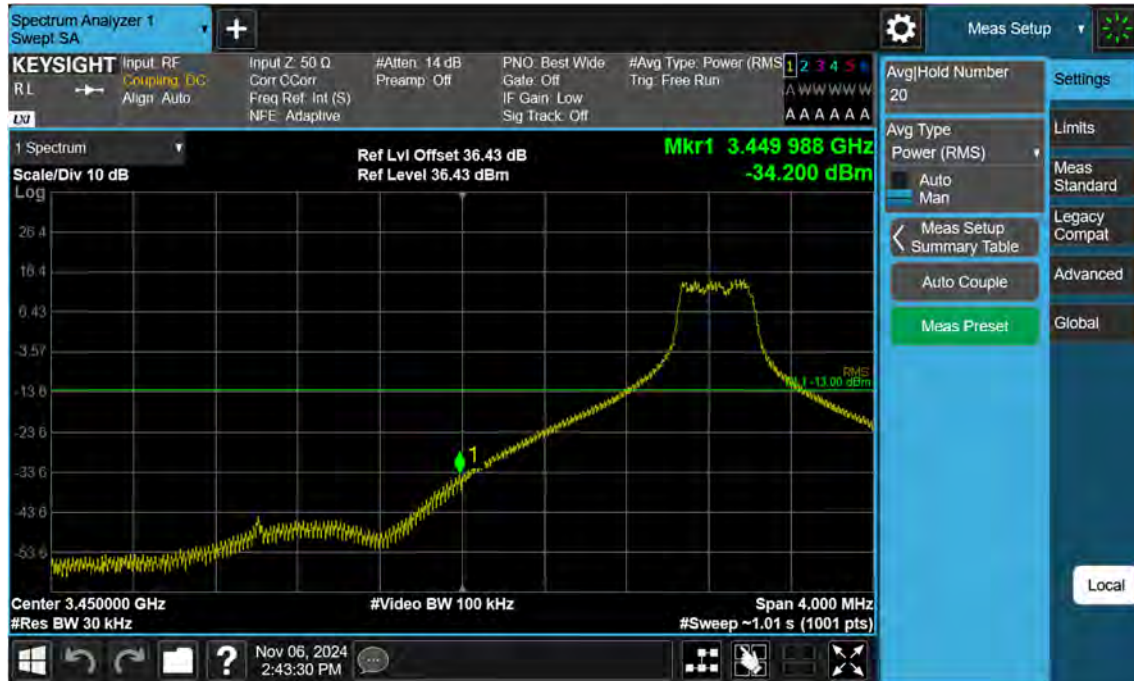 Spectrum Analyzer 1
Swept SA
Meas Setup
KEYSIGHT
R L
LXI
Input: RF
Coupling: DC
Align: Auto
Input Z: 50 Ω
Corr CCorr
Freq Ref: Int (S)
NFE: Adaptive
#Atten: 14 dB
Preamp: Off
PNO: Best Wide
Gate: Off
IF Gain: Low
Sig Track: Off
#Avg Type: Power (RMS)
Trig: Free Run
1 2 3 4 5 6
A W W W W W
A A A A A A
1 Spectrum
Scale/Div 10 dB
Ref Lvl Offset 36.43 dB
Ref Level 36.43 dBm
Mkr1 3.449 988 GHz
-34.200 dBm
Log
26.4
16.4
6.43
-3.57
-13.6
-23.6
-33.6
-43.6
-53.6
RMS
-13.00 dBm
1
Center 3.450000 GHz
#Res BW 30 kHz
#Video BW 100 kHz
Span 4.000 MHz
#Sweep ~1.01 s (1001 pts)
Nov 06, 2024
2:43:30 PM
Avg|Hold Number
20
Avg Type
Power (RMS)
Auto
Man
Meas Setup
Summary Table
Auto Couple
Meas Preset
Settings
Limits
Meas
Standard
Legacy
Compat
Advanced
Global
Local